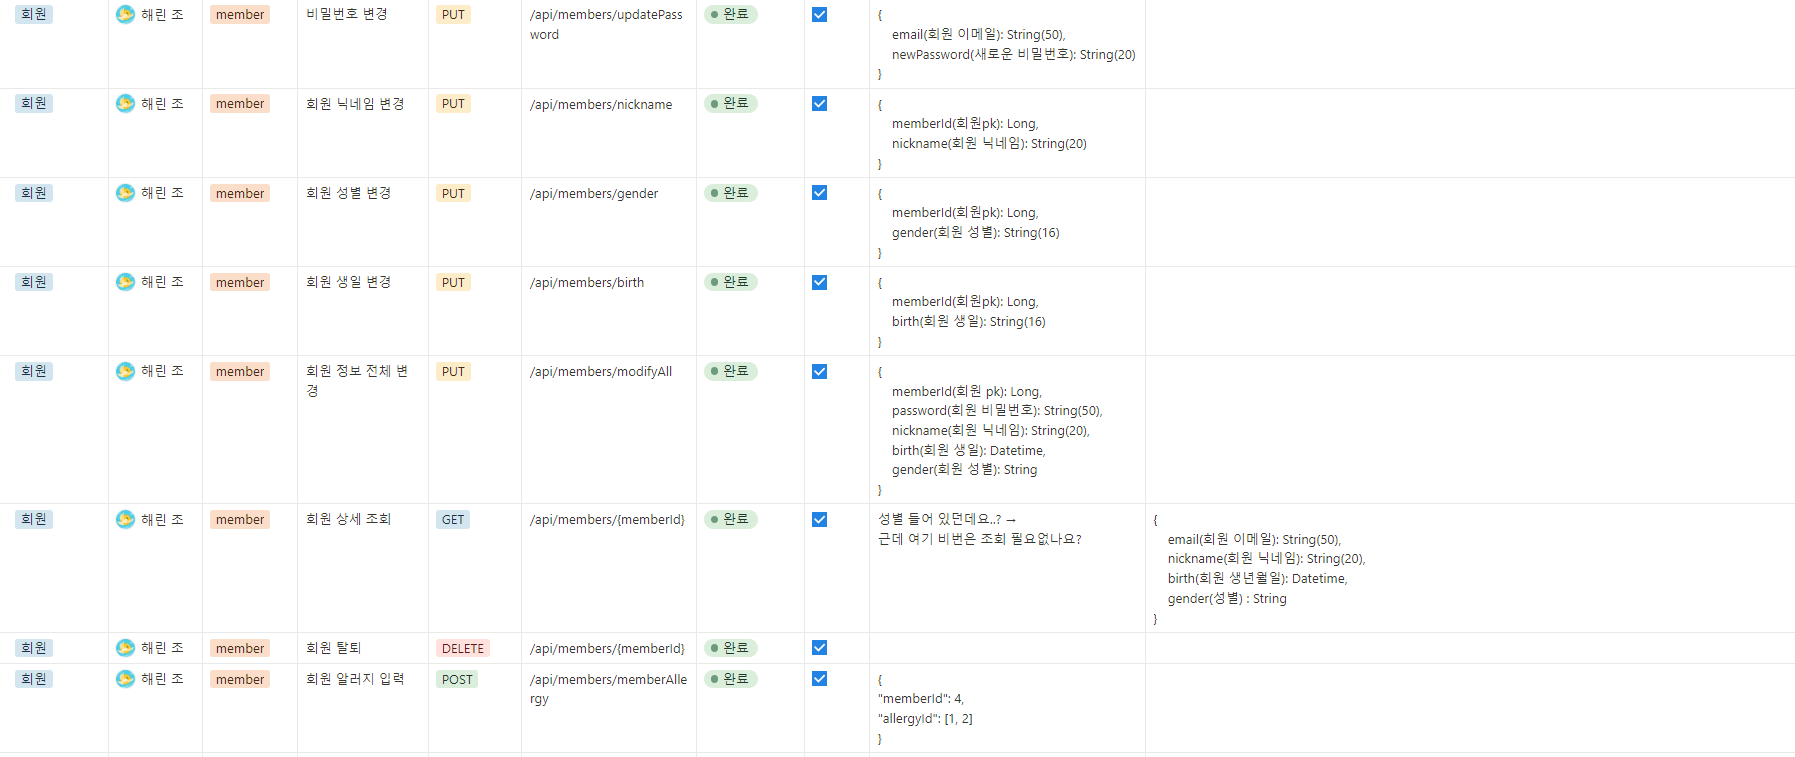 회원 해린 조 member 비밀번호 변경 PUT /api/members/updatePas 완료 {
sword email(회원 이메일): String(50),
newPassword(새로운 비밀번호): String(20)
}
회원 해린 조 member 회원 닉네임 변경 PUT /api/members/nickname 완료 {
memberId(회원pk): Long,
nickname(회원 닉네임): String(20)
}
회원 해린 조 member 회원 성별 변경 PUT /api/members/gender 완료 {
memberId(회원pk): Long,
gender(회원 성별): String(16)
}
회원 해린 조 member 회원 생일 변경 PUT /api/members/birth 완료 {
memberId(회원pk): Long,
birth(회원 생일): String(16)
}
회원 해린 조 member 회원 정보 전체 변 PUT /api/members/modifyAll 완료 {
경 memberId(회원 pk): Long,
password(회원 비밀번호): String(50),
nickname(회원 닉네임): String(20),
birth(회원 생일): Datetime,
gender(회원 성별): String
}
회원 해린 조 member 회원 상세 조회 GET /api/members/{memberId} 완료 성별 들어 있던데요..? → {
근데 여기 비번은 조회 필요없나요? email(회원 이메일): String(50),
nickname(회원 닉네임): String(20),
birth(회원 생년월일): Datetime,
gender(성별) : String
}
회원 해린 조 member 회원 탈퇴 DELETE /api/members/{memberId} 완료
회원 해린 조 member 회원 알러지 입력 POST /api/members/memberAlle 완료 {
rgy "memberId": 4,
"allergyId": [1, 2]
}